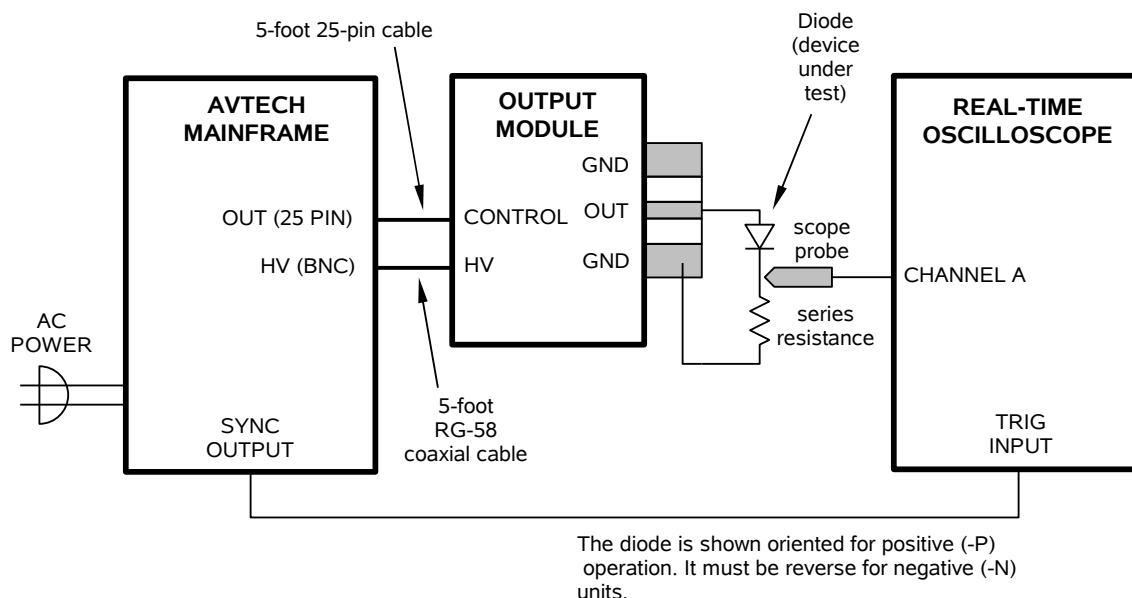 5-foot 25-pin cable
Diode
(device
under
test)
AVTECH
MAINFRAME
OUTPUT
MODULE
REAL-TIME
OSCILLOSCOPE
GND
OUT (25 PIN)
CONTROL
OUT
scope
probe
HV (BNC)
HV
GND
CHANNEL A
series
resistance
AC
POWER
5-foot
RG-58
coaxial cable
SYNC
OUTPUT
TRIG
INPUT
The diode is shown oriented for positive (-P)
operation. It must be reverse for negative (-N)
units.